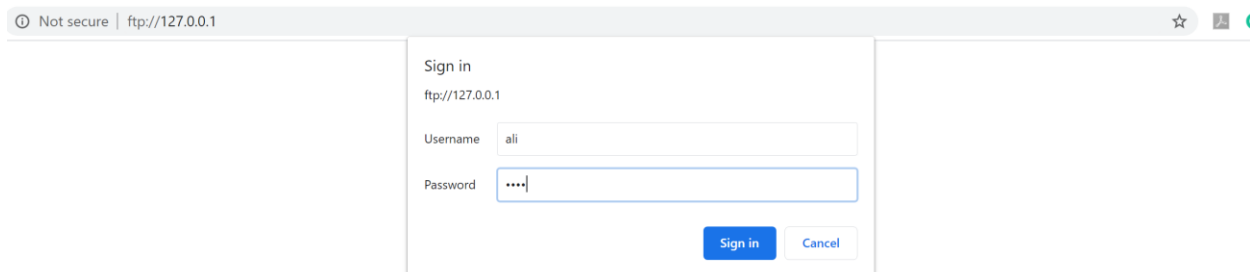 Not secure | ftp://127.0.0.1
Sign in
ftp://127.0.0.1
Username ali
Password ••••
Sign in Cancel